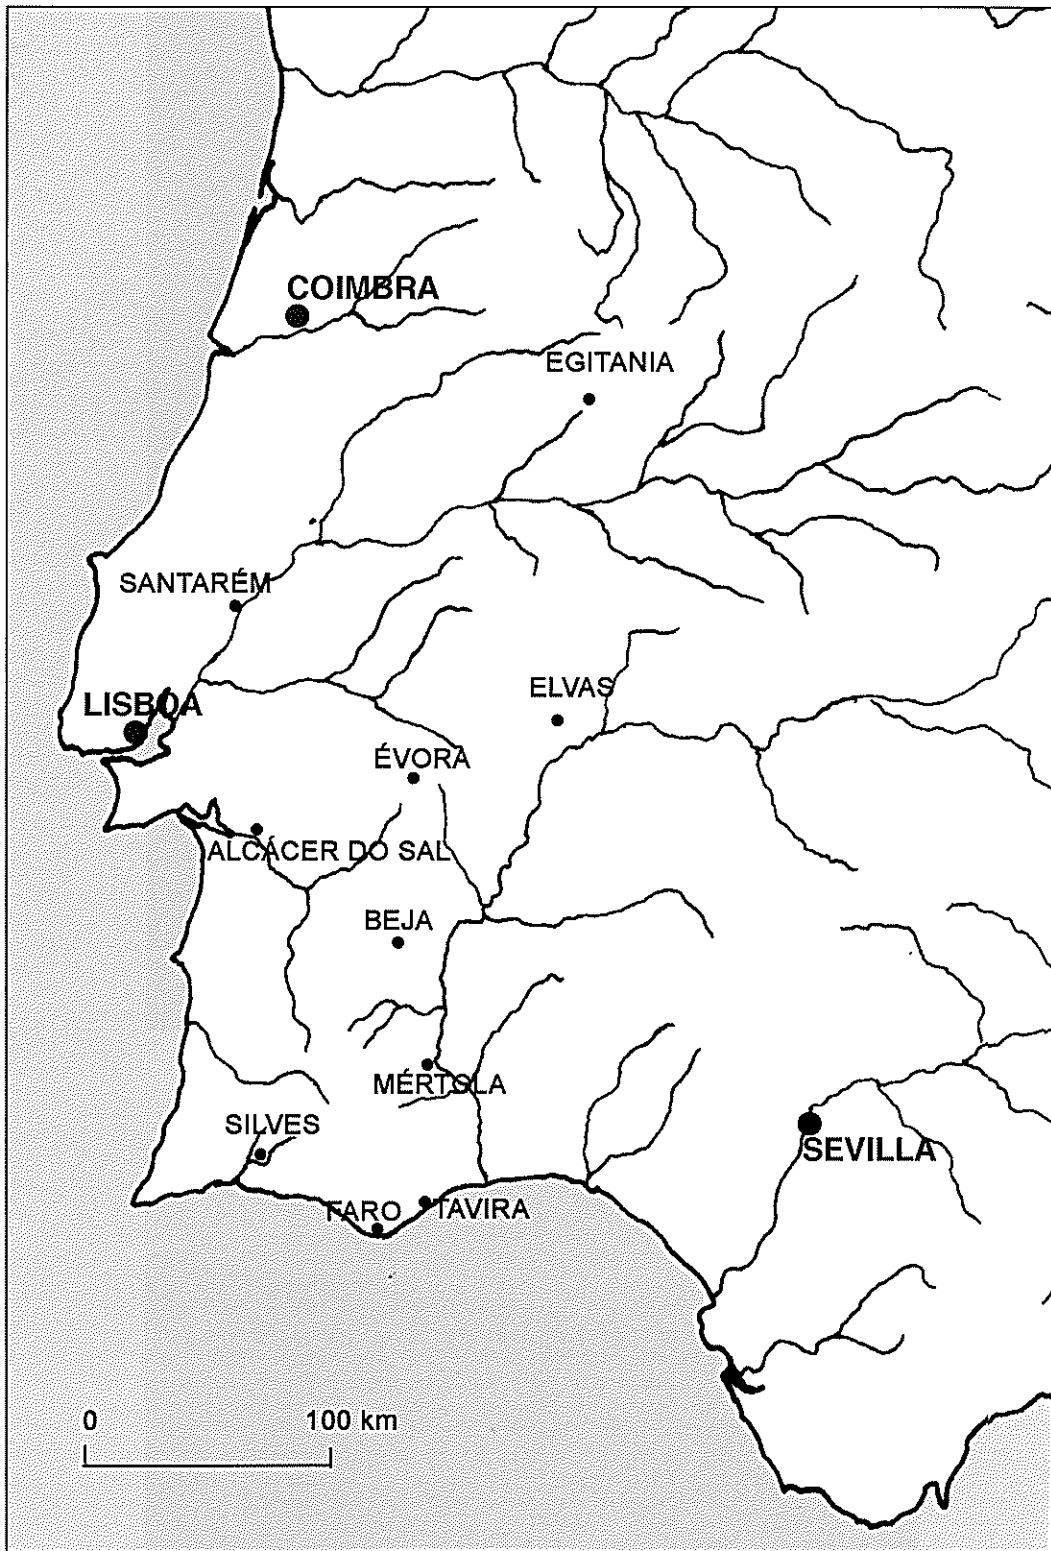 COIMBRA
EGITANIA
SANTARÉM
LISBOA
ELVAS
ÉVORA
ALCÁCER DO SAL
BEJA
MÉRTOLA
SILVES
SEVILLA
FARO
TAVIRA
0 100 km